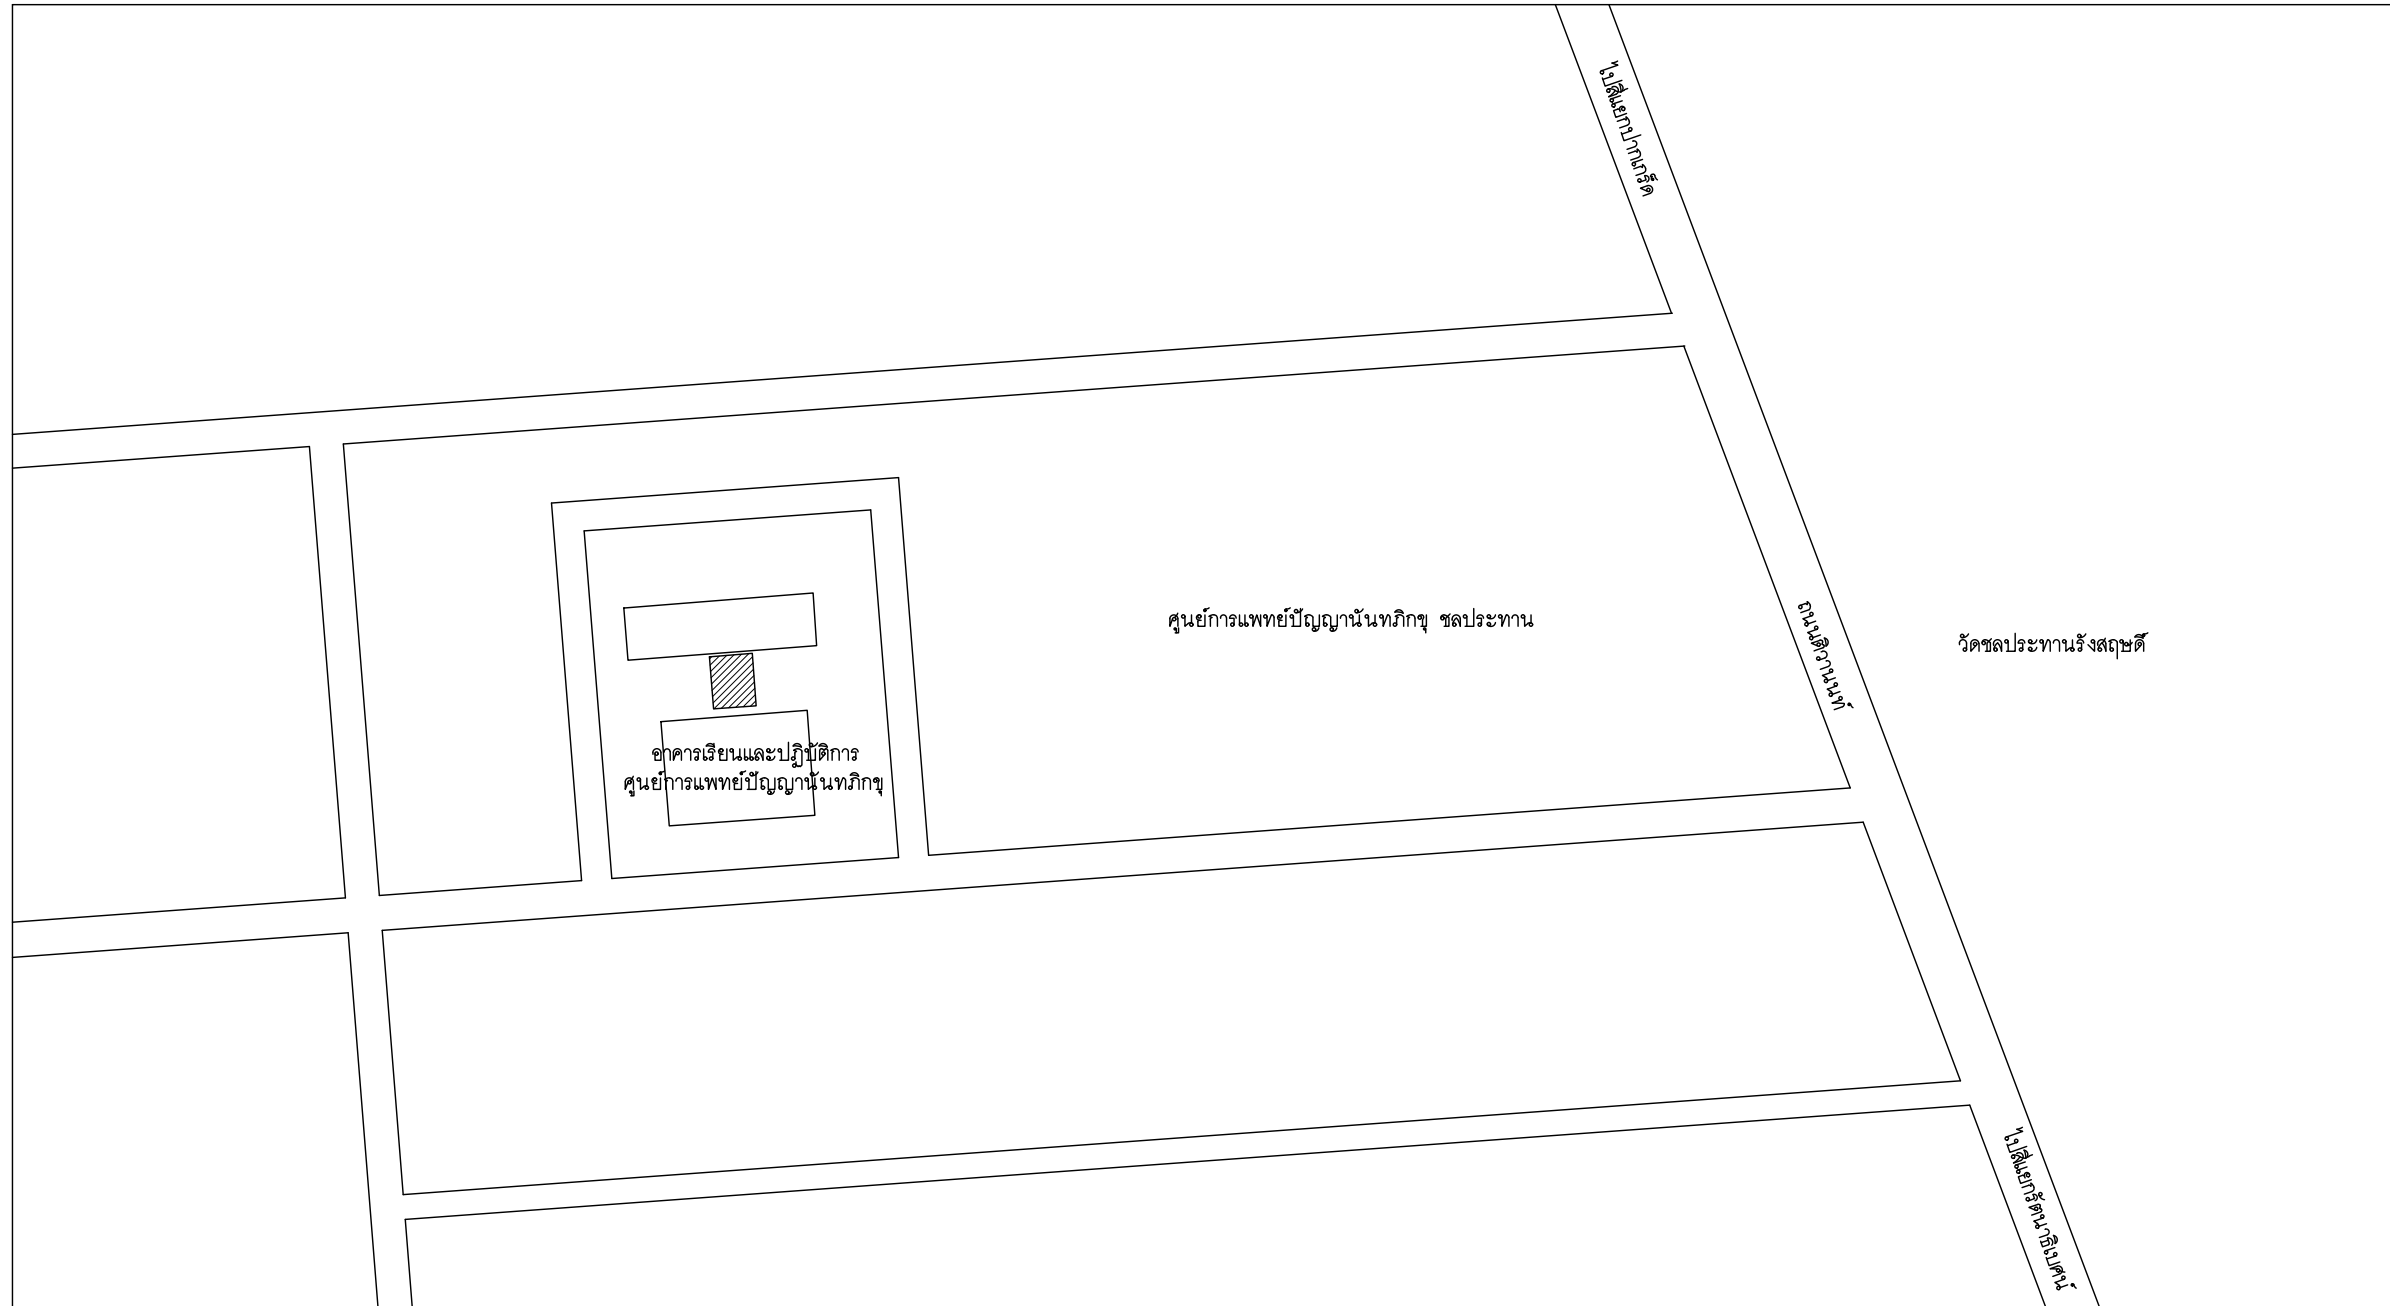 ไปสี่แยกปากเกร็ด
ศูนย์การแพทย์ปัญญานันทภิกขุ ชลประทาน
ถนนติวานนท์
วัดชลประทานรังสฤษดิ์
อาคารเรียนและปฏิบัติการ
ศูนย์การแพทย์ปัญญานันทภิกขุ
ไปสี่แยกรัตนาธิเบศน์